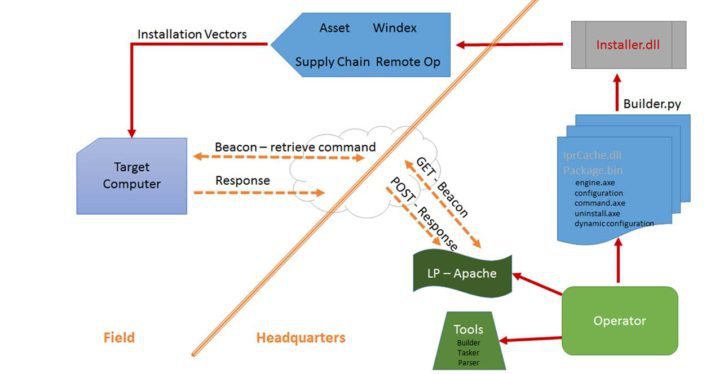 Installation Vectors
Asset Windex
Supply Chain Remote Op
Installer.dll
Builder.py
IprCache.dll
Package.bin
engine.axe
configuration
command.axe
uninstall.axe
dynamic configuration
Target
Computer
Beacon – retrieve command
Response
GET - Beacon
POST - Response
LP – Apache
Operator
Tools
Builder
Tasker
Parser
Field
Headquarters